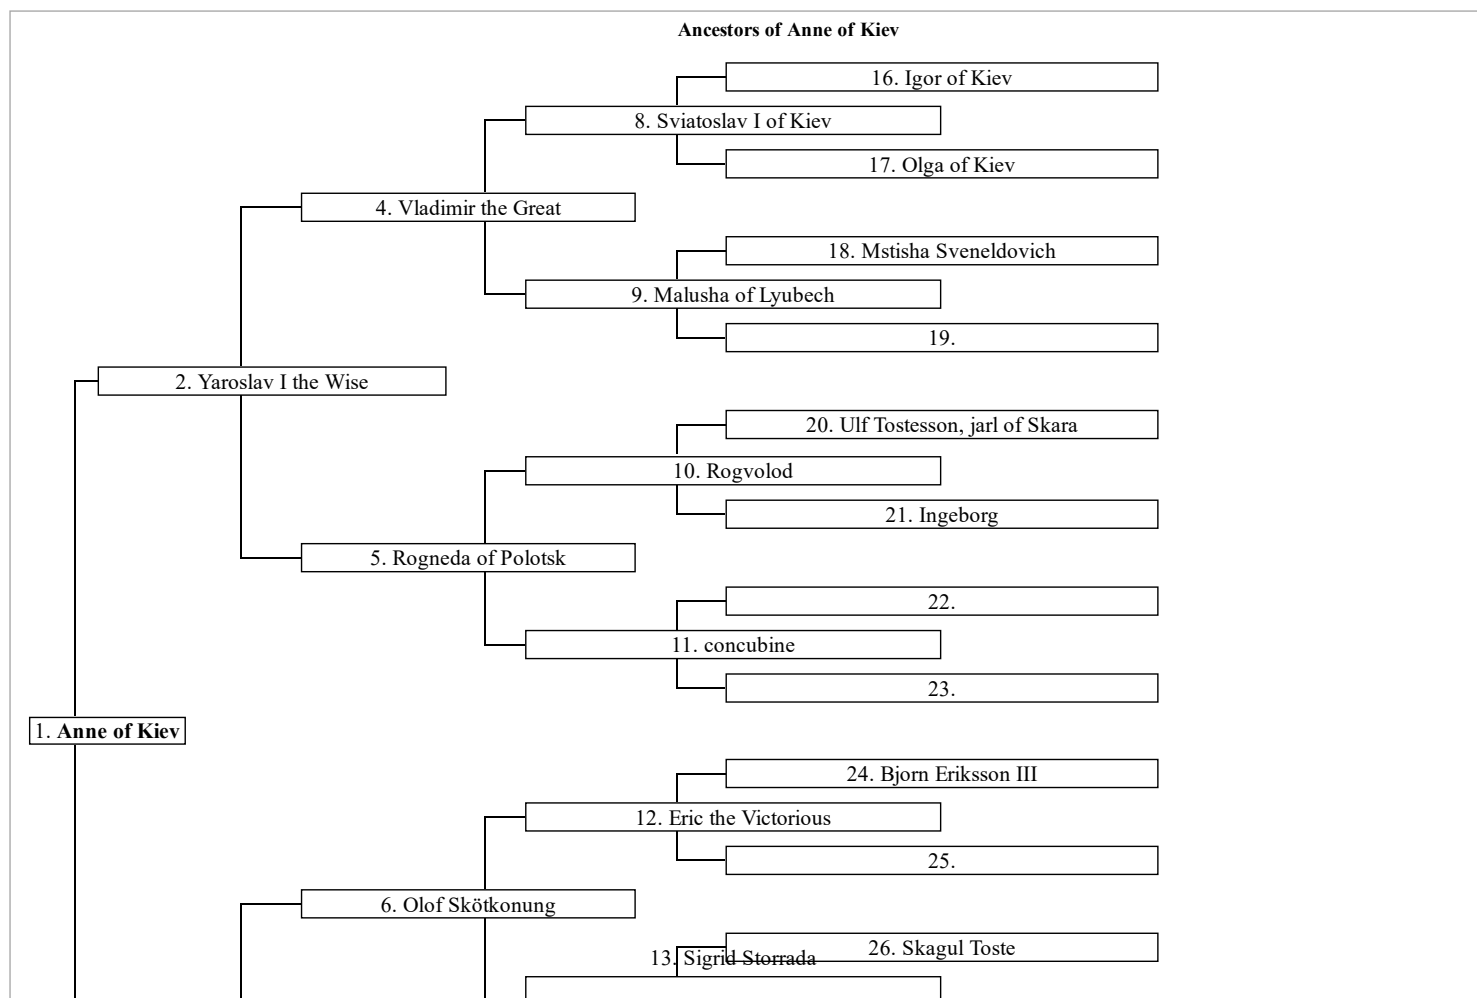 Ancestors of Anne of Kiev
16. Igor of Kiev
8. Sviatoslav I of Kiev
17. Olga of Kiev
4. Vladimir the Great
18. Mstisha Sveneldovich
9. Malusha of Lyubech
19.
2. Yaroslav I the Wise
20. Ulf Tostesson, jarl of Skara
10. Rogvolod
21. Ingeborg
5. Rogneda of Polotsk
22.
11. concubine
23.
1. Anne of Kiev
24. Bjorn Eriksson III
12. Eric the Victorious
25.
6. Olof Skötkonung
26. Skagul Toste
13. Sigrid Storrada